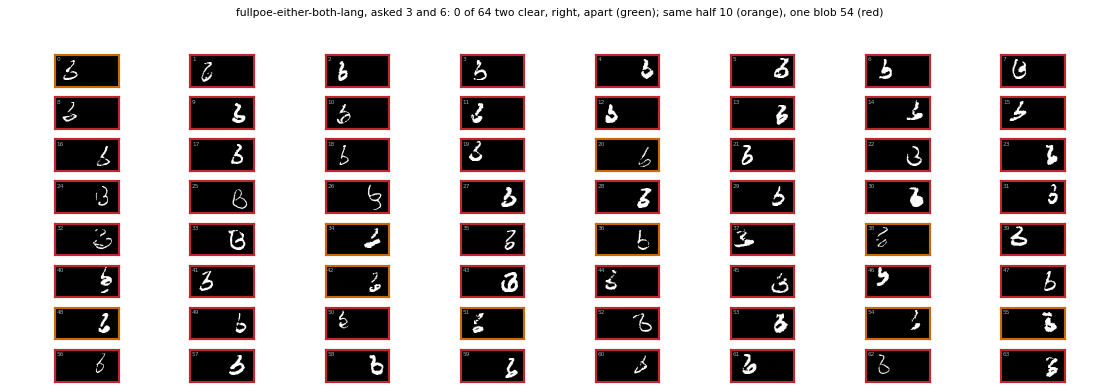 fullpoe-either-both-lang, asked 3 and 6: 0 of 64 two clear, right, apart (green); same half 10 (orange), one blob 54 (red)
0 1 2 3 4 5 6 7
8 9 10 11 12 13 14 15
16 17 18 19 20 21 22 23
24 25 26 27 28 29 30 31
32 33 34 35 36 37 38 39
40 41 42 43 44 45 46 47
48 49 50 51 52 53 54 55
56 57 58 59 60 61 62 63